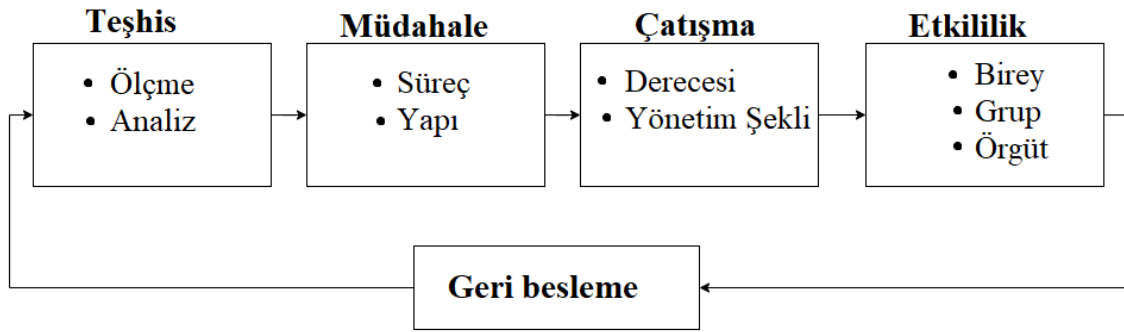 Teşhis
• Ölçme
• Analiz
Müdahale
• Süreç
• Yapı
Çatışma
• Derecesi
• Yönetim Şekli
Etkililik
• Birey
• Grup
• Örgüt
Geri besleme